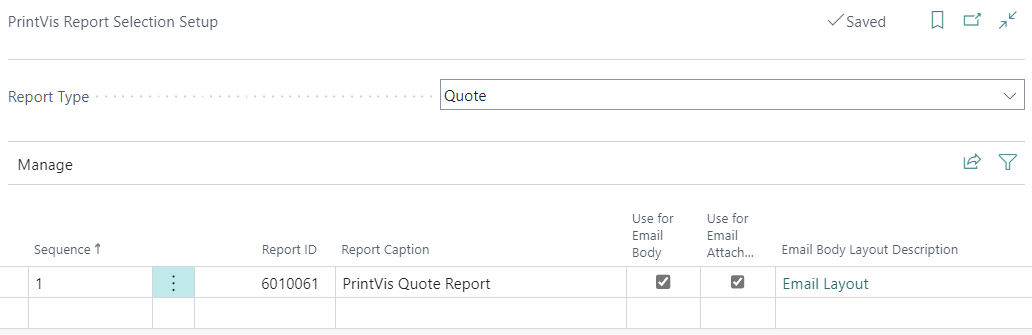 PrintVis Report Selection Setup
Saved
Report Type
Quote
Manage
Sequence↑
Report ID
Report Caption
Use for
Email
Body
Use for
Email
Attach...
Email Body Layout Description
1
6010061
PrintVis Quote Report
Email Layout